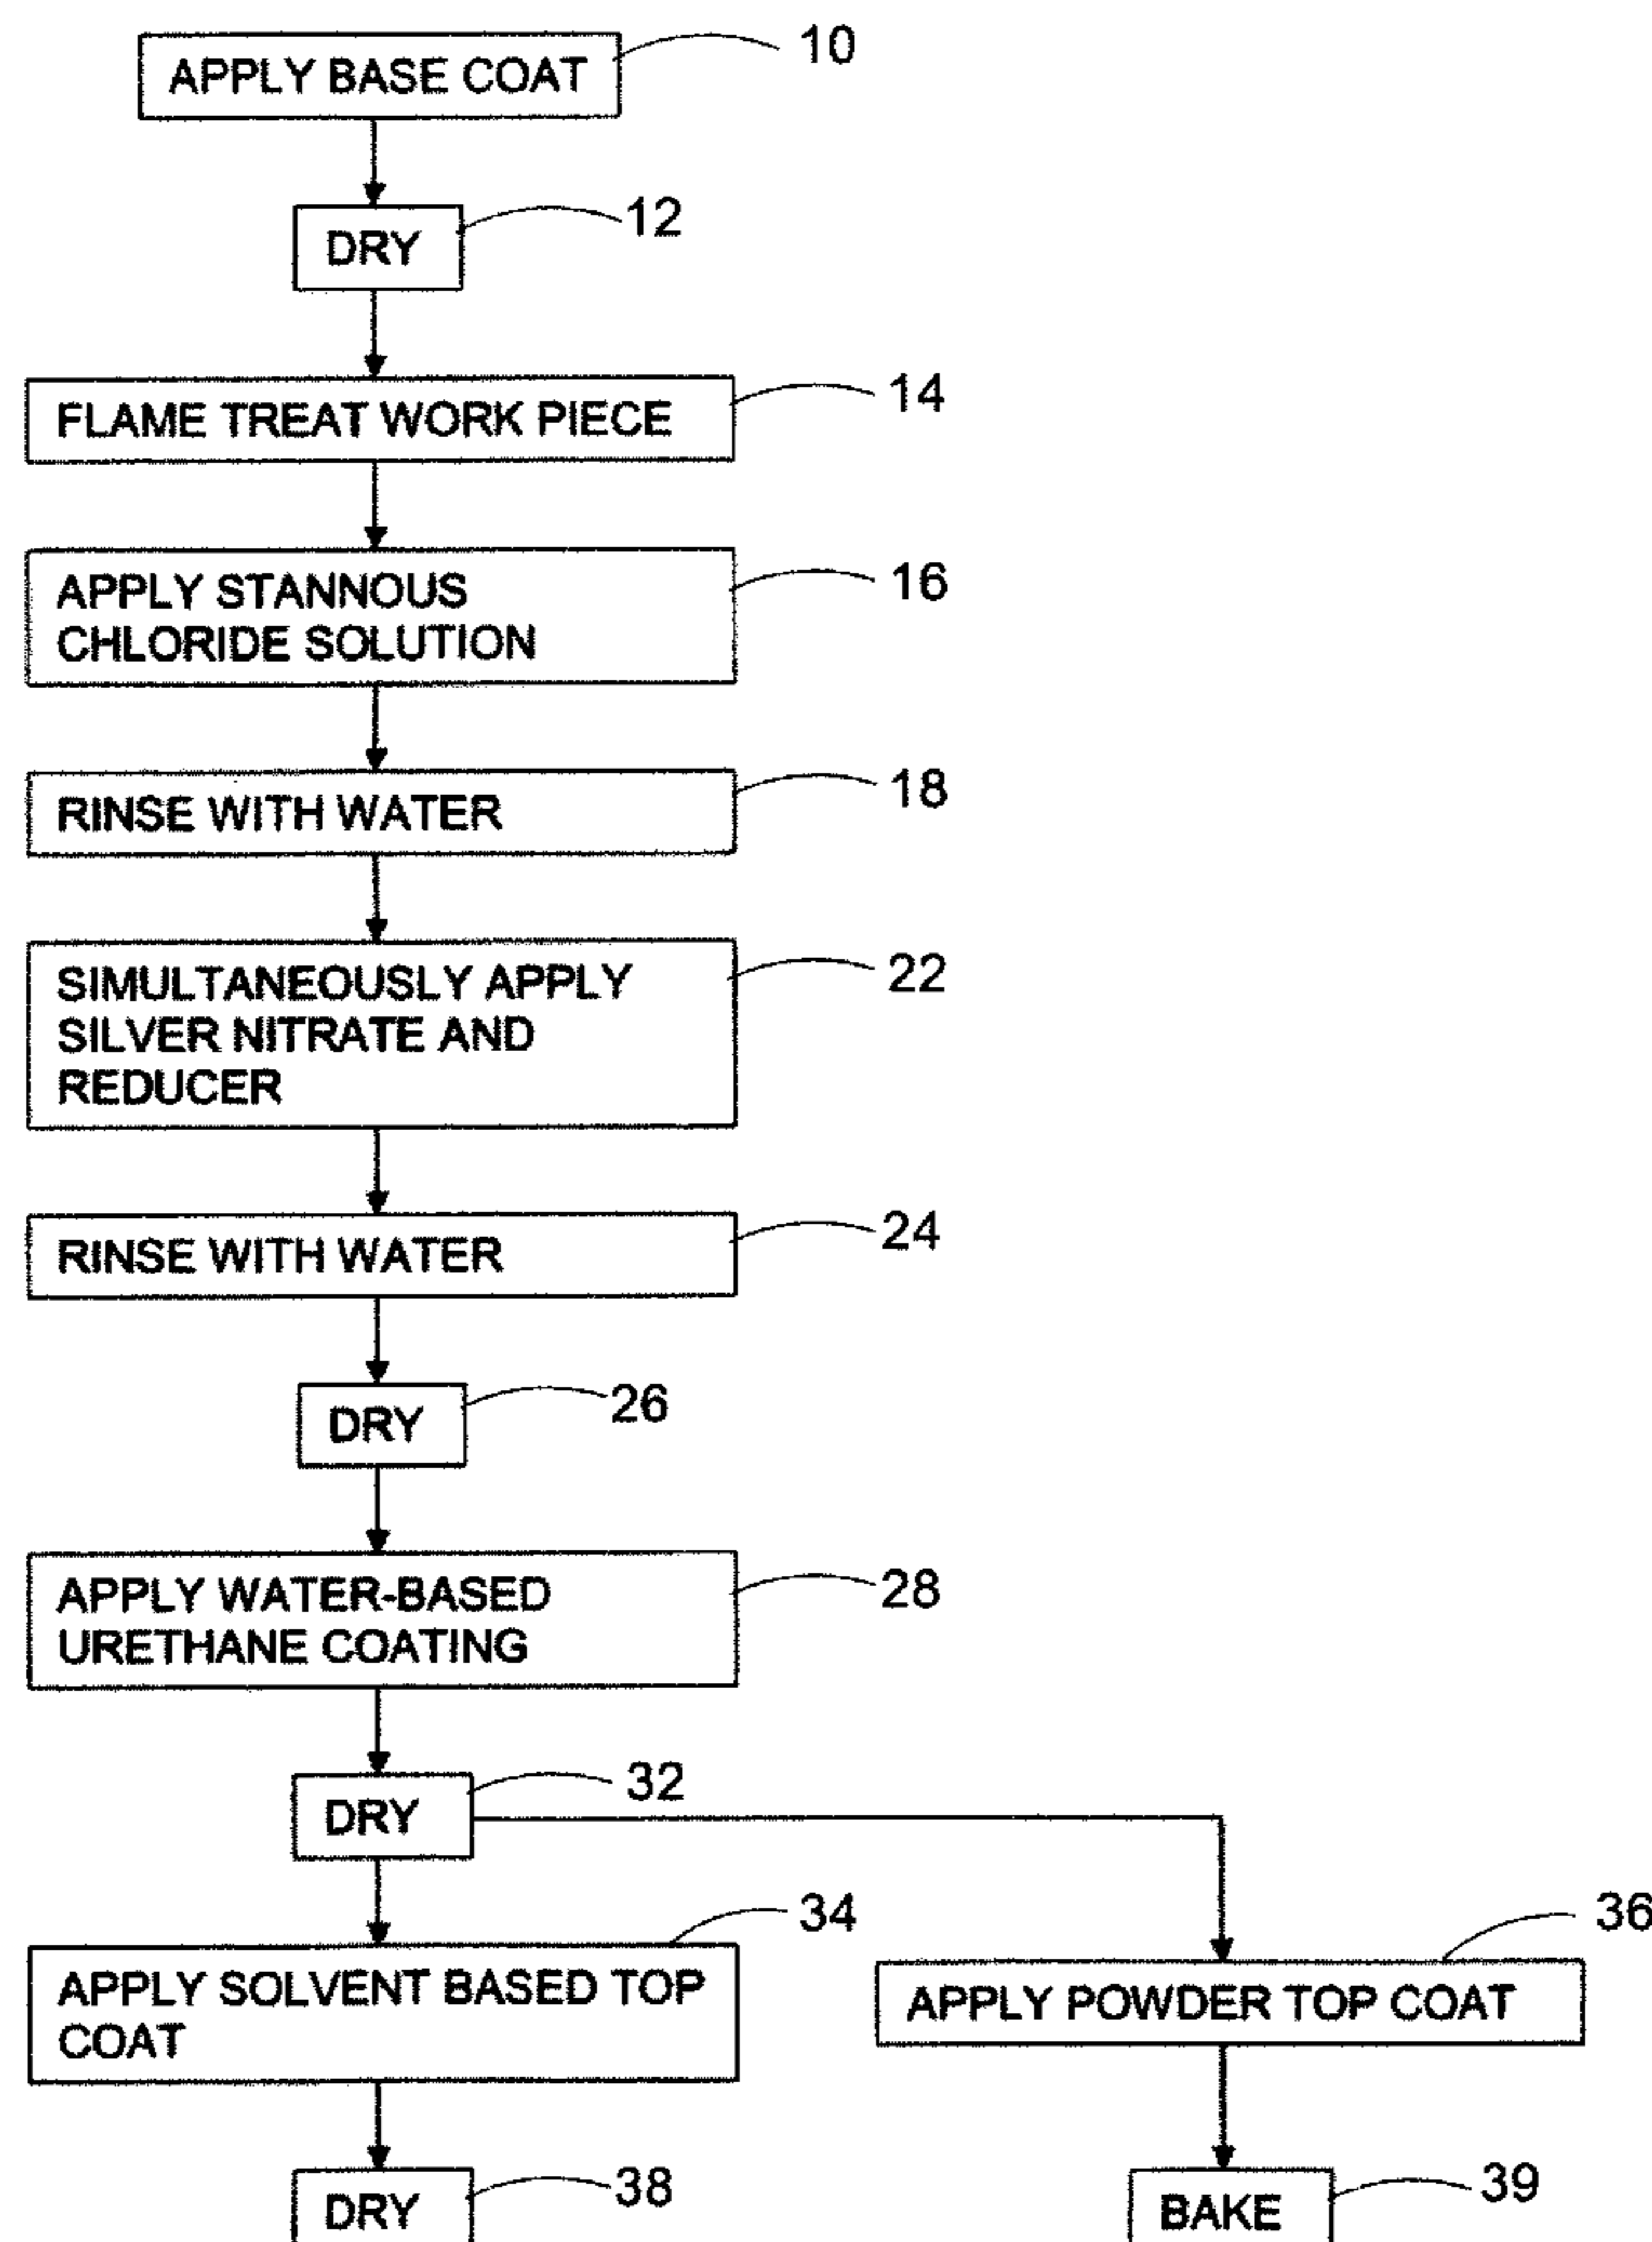 APPLY BASE COAT
10
DRY
12
FLAME TREAT WORK PIECE
14
APPLY STANNOUS
CHLORIDE SOLUTION
16
RINSE WITH WATER
18
SIMULTANEOUSLY APPLY
SILVER NITRATE AND
REDUCER
22
RINSE WITH WATER
24
DRY
26
APPLY WATER-BASED
URETHANE COATING
28
DRY
32
APPLY SOLVENT BASED TOP
COAT
34
APPLY POWDER TOP COAT
36
DRY
38
BAKE
39